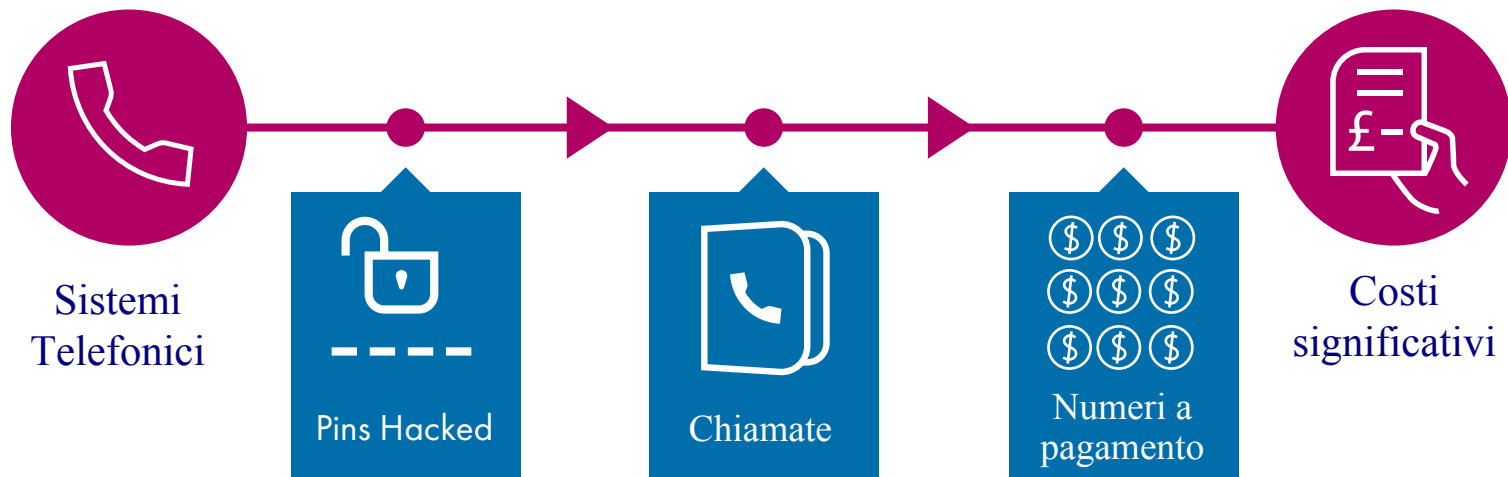 Sistemi
Telefonici
Pins Hacked
Chiamate
$ $ $
$ $ $
$ $ $
Numeri a
pagamento
£-
Costi
significativi